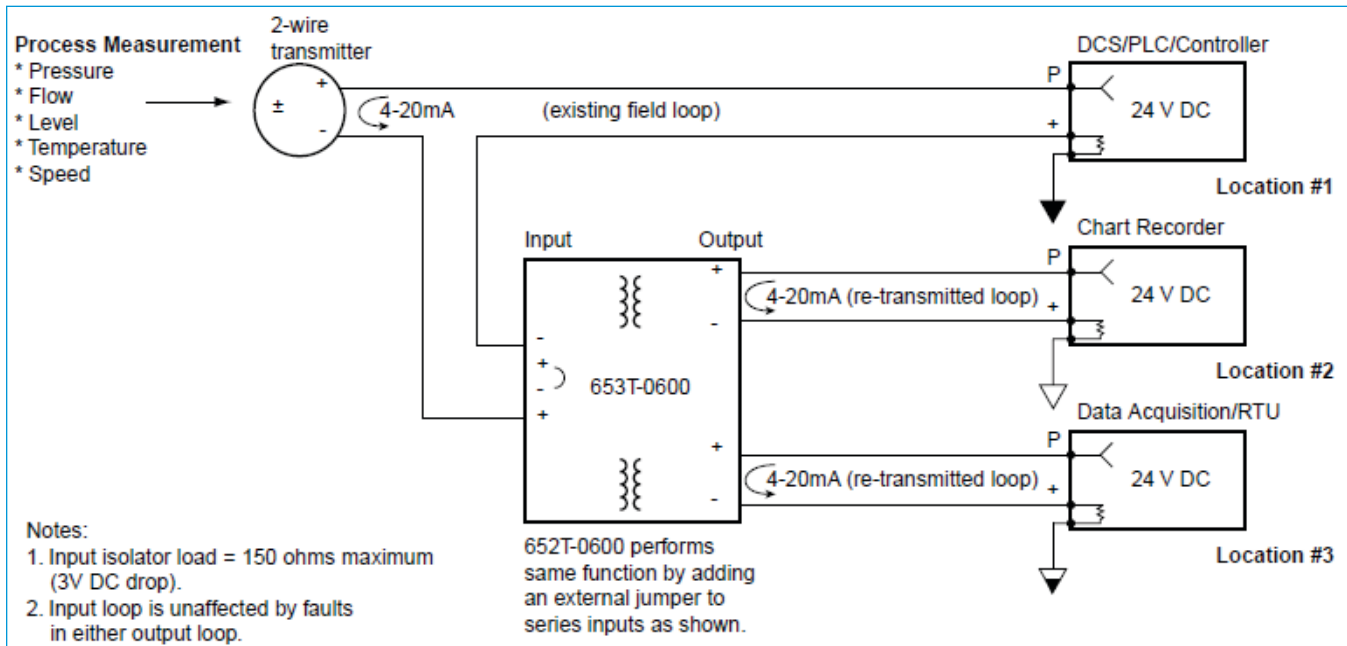 Process Measurement
* Pressure
* Flow
* Level
* Temperature
* Speed
2-wire
transmitter
+
±
-
4-20mA
(existing field loop)
DCS/PLC/Controller
P
24 V DC
+
Location #1
Input
Output
-
+
-
+
653T-0600
+
-
4-20mA (re-transmitted loop)
Chart Recorder
P
24 V DC
+
Location #2
+
-
4-20mA (re-transmitted loop)
Data Acquisition/RTU
P
24 V DC
+
Location #3
Notes:
1. Input isolator load = 150 ohms maximum
(3V DC drop).
2. Input loop is unaffected by faults
in either output loop.
652T-0600 performs
same function by adding
an external jumper to
series inputs as shown.